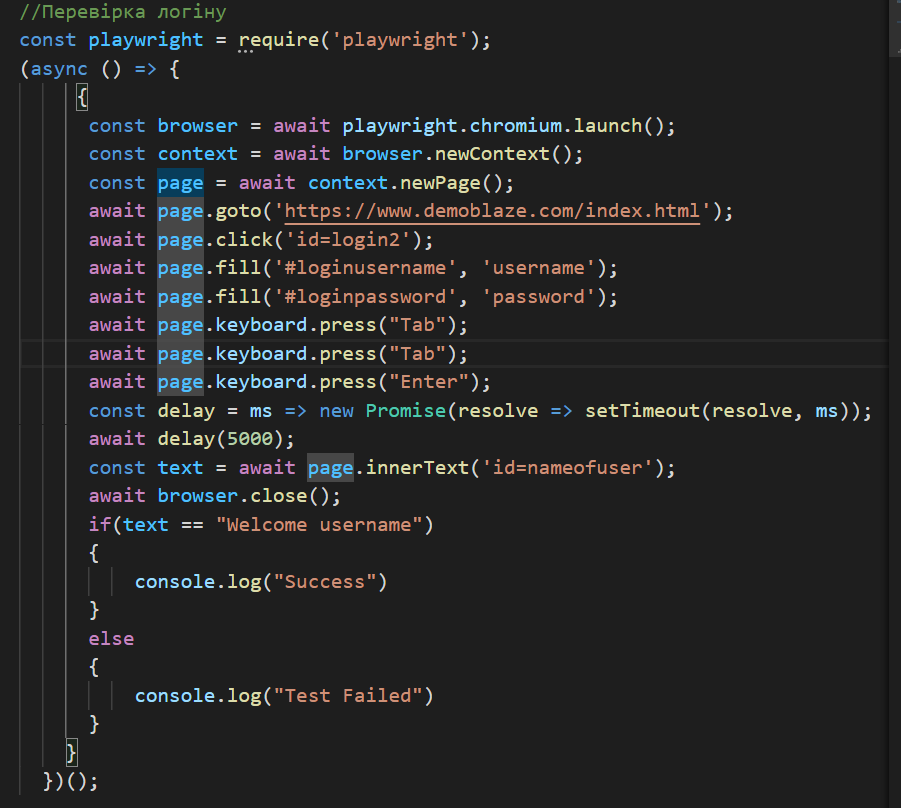 //Перевірка логіну
const playwright = require('playwright');
(async () => {
{
const browser = await playwright.chromium.launch();
const context = await browser.newContext();
const page = await context.newPage();
await page.goto('https://www.demoblaze.com/index.html');
await page.click('id=login2');
await page.fill('#loginusername', 'username');
await page.fill('#loginpassword', 'password');
await page.keyboard.press("Tab");
await page.keyboard.press("Tab");
await page.keyboard.press("Enter");
const delay = ms => new Promise(resolve => setTimeout(resolve, ms));
await delay(5000);
const text = await page.innerText('id=nameofuser');
await browser.close();
if(text == "Welcome username")
{
console.log("Success")
}
else
{
console.log("Test Failed")
}
}
})();